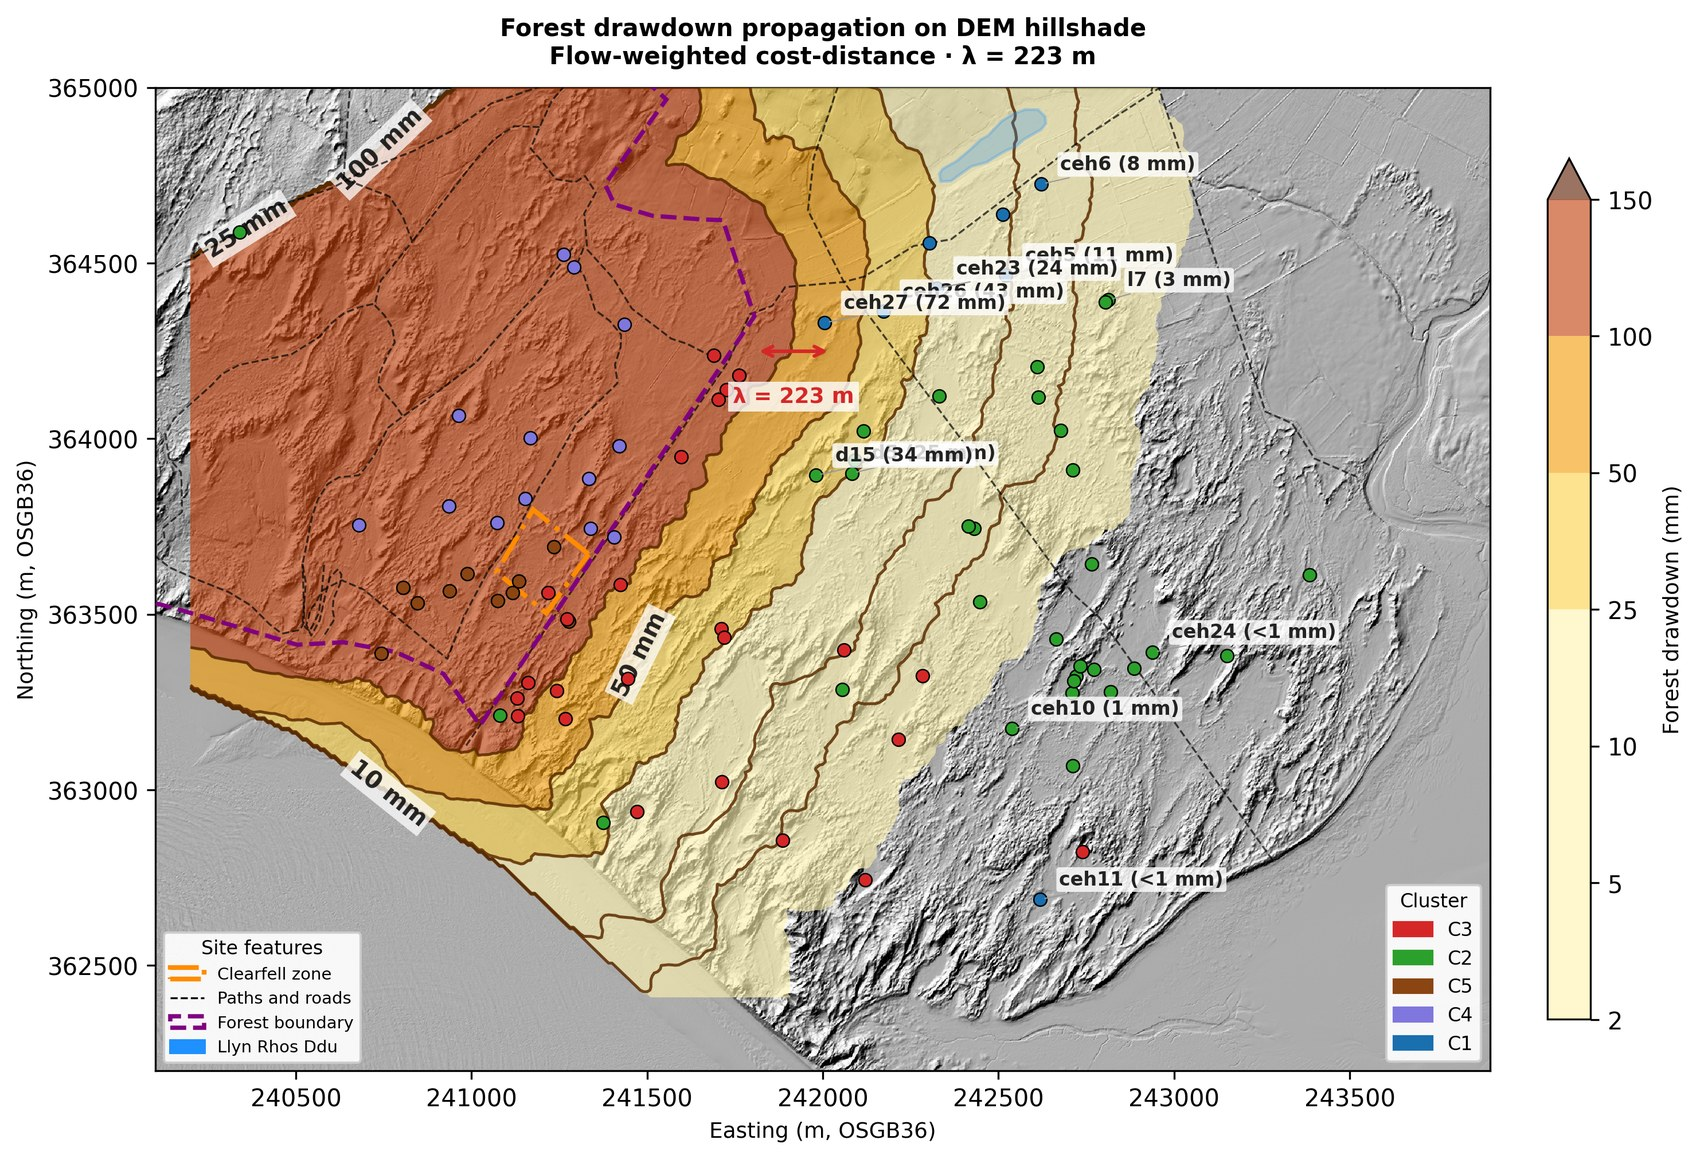 Forest drawdown propagation on DEM hillshade
Flow-weighted cost-distance · λ = 223 m
365000
364500
364000
363500
363000
362500
Northing (m, OSGB36)
100 mm
25 mm
ceh6 (8 mm)
ceh5 (11 mm)
ceh23 (24 mm)
l7 (3 mm)
ceh26 (43 mm)
ceh27 (72 mm)
λ = 223 m
d15 (34 mm)
50 mm
ceh24 (<1 mm)
ceh10 (1 mm)
10 mm
ceh11 (<1 mm)
Site features
Clearfell zone
Paths and roads
Forest boundary
Llyn Rhos Ddu
Cluster
C3
C2
C5
C4
C1
240500
241000
241500
242000
242500
243000
243500
Easting (m, OSGB36)
150
100
50
25
10
5
2
Forest drawdown (mm)